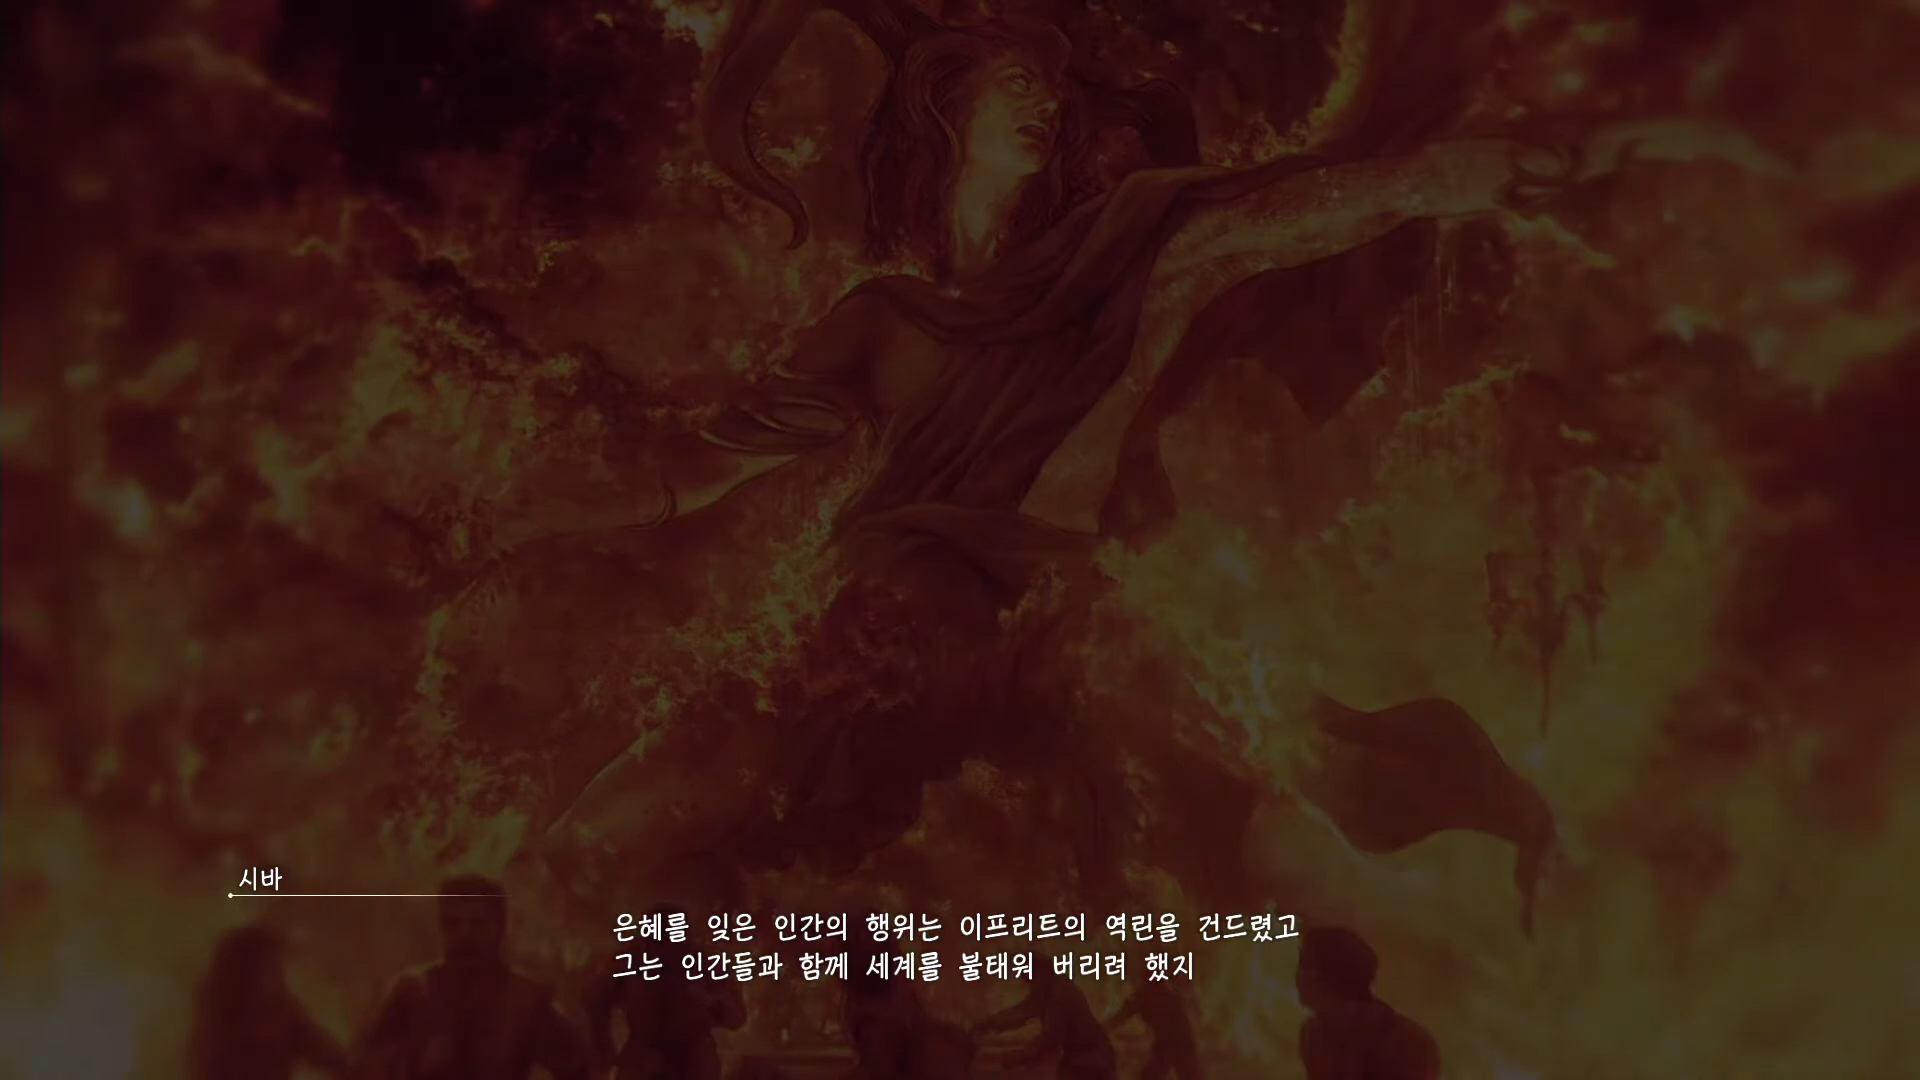 시바
은혜를 잊은 인간의 행위는 이프리트의 역린을 건드렸고
그는 인간들과 함께 세계를 불태워 버리려 했지